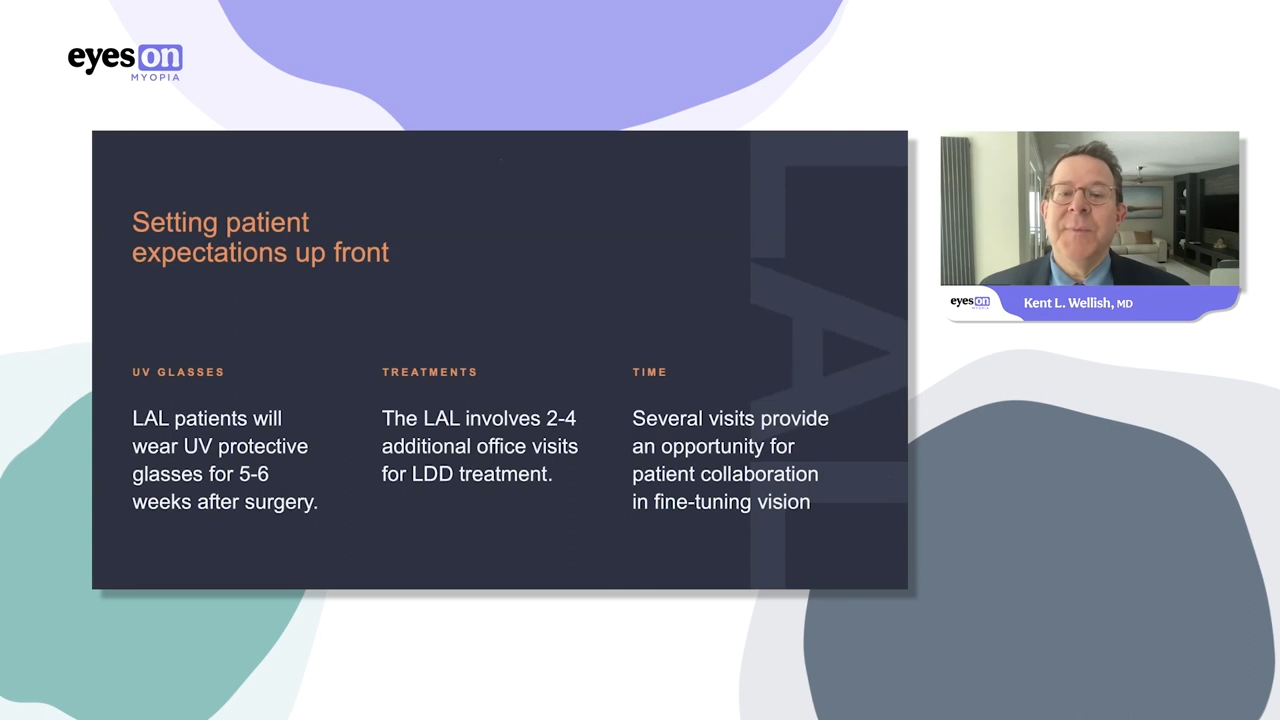 eyes on
MYOPIA
Setting patient
expectations up front
UV GLASSES
LAL patients will
wear UV protective
glasses for 5-6
weeks after surgery.
TREATMENTS
The LAL involves 2-4
additional office visits
for LDD treatment.
TIME
Several visits provide
an opportunity for
patient collaboration
in fine-tuning vision
LAL
eyes on
MYOPIA
Kent L. Wellish, MD